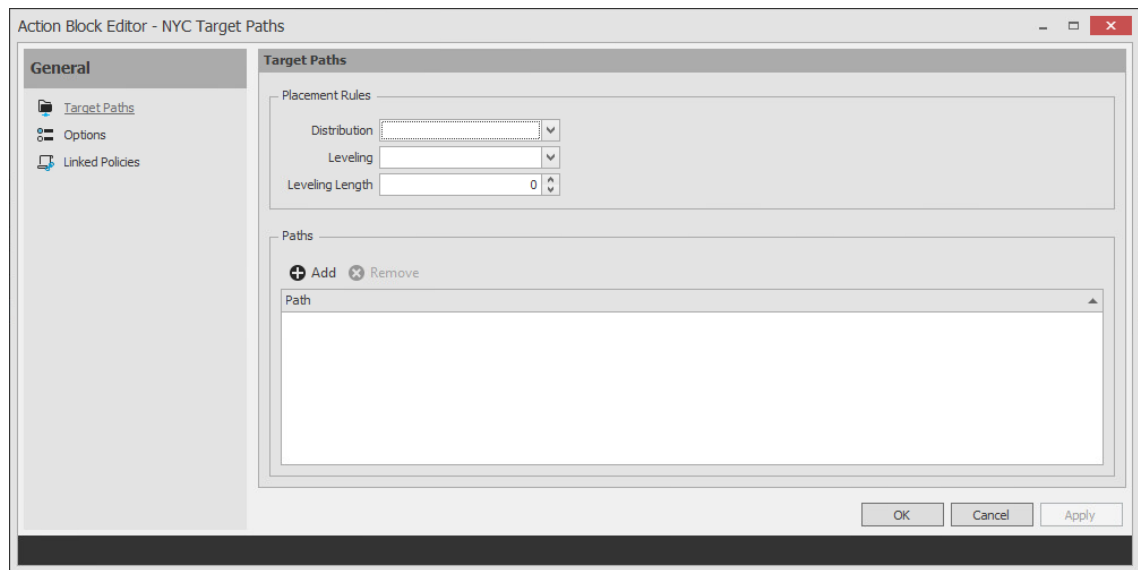 Action Block Editor - NYC Target Paths
General
Target Paths
Options
Linked Policies
Target Paths
Placement Rules
Distribution
Leveling
Leveling Length 0
Paths
Add Remove
Path
OK Cancel Apply